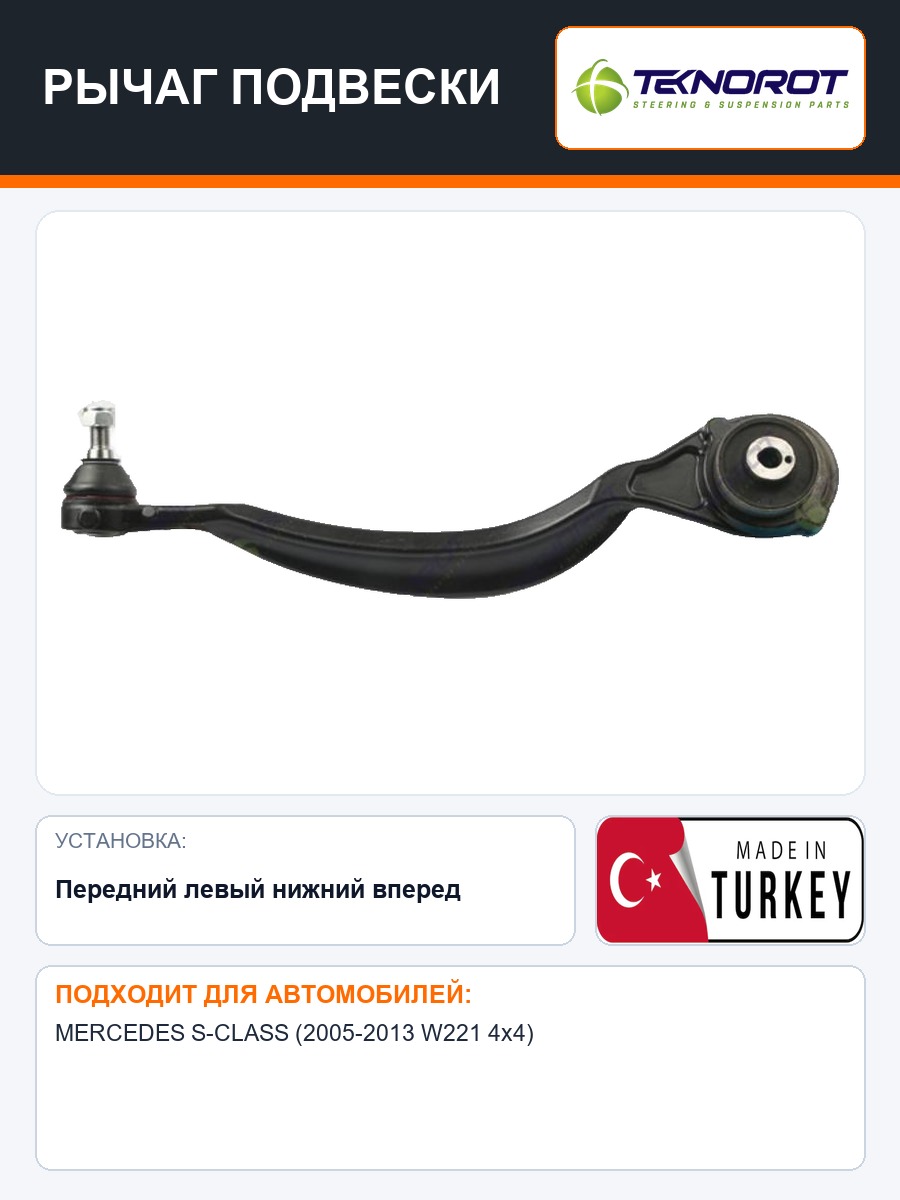 РЫЧАГ ПОДВЕСКИ
TEKNOROT
STEERING & SUSPENSION PARTS
УСТАНОВКА:
Передний левый нижний вперед
MADE IN
TURKEY
ПОДХОДИТ ДЛЯ АВТОМОБИЛЕЙ:
MERCEDES S-CLASS (2005-2013 W221 4x4)